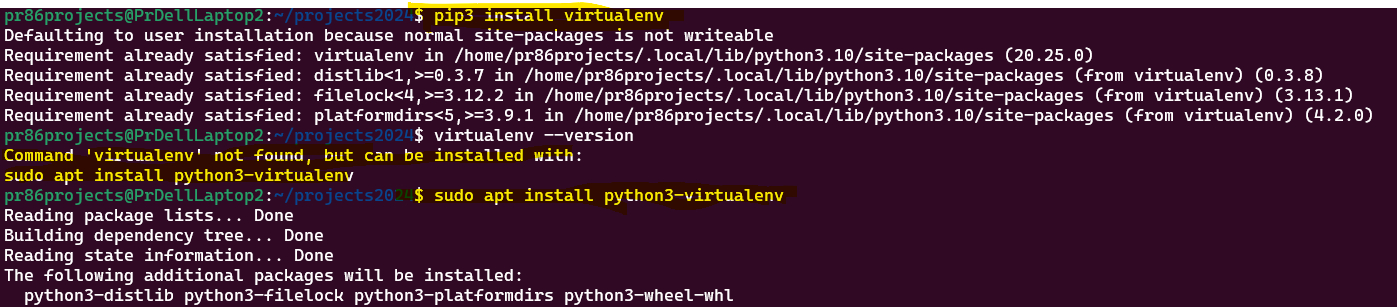 pr86projects@PrDellLaptop2:~/projects2024$ pip3 install virtualenv
Defaulting to user installation because normal site-packages is not writeable
Requirement already satisfied: virtualenv in /home/pr86projects/.local/lib/python3.10/site-packages (20.25.0)
Requirement already satisfied: distlib<1,>=0.3.7 in /home/pr86projects/.local/lib/python3.10/site-packages (from virtualenv) (0.3.8)
Requirement already satisfied: filelock<4,>=3.12.2 in /home/pr86projects/.local/lib/python3.10/site-packages (from virtualenv) (3.13.1)
Requirement already satisfied: platformdirs<5,>=3.9.1 in /home/pr86projects/.local/lib/python3.10/site-packages (from virtualenv) (4.2.0)
pr86projects@PrDellLaptop2:~/projects2024$ virtualenv --version
Command 'virtualenv' not found, but can be installed with:
sudo apt install python3-virtualenv
pr86projects@PrDellLaptop2:~/projects2024$ sudo apt install python3-virtualenv
Reading package lists... Done
Building dependency tree... Done
Reading state information... Done
The following additional packages will be installed:
  python3-distlib python3-filelock python3-platformdirs python3-wheel-whl